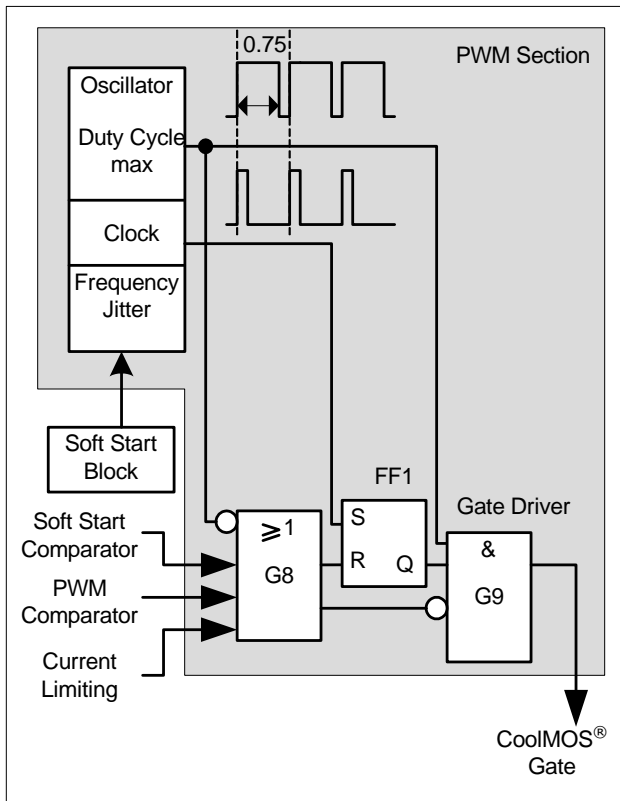 0.75
PWM Section
Oscillator
Duty Cycle
max
Clock
Frequency
Jitter
Soft Start
Block
FF1
Gate Driver
Soft Start
Comparator
PWM
Comparator
Current
Limiting
⩾1
G8
S
R
Q
&
G9
CoolMOS®
Gate